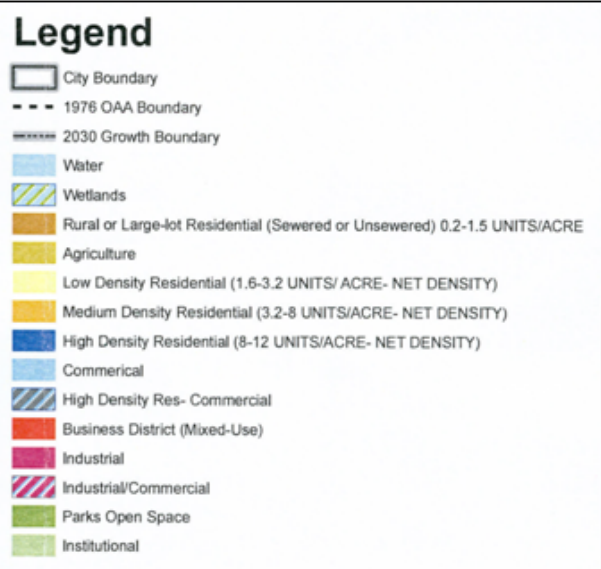 Legend
City Boundary
1976 OAA Boundary
2030 Growth Boundary
Water
Wetlands
Rural or Large-lot Residential (Sewered or Unsewered) 0.2-1.5 UNITS/ACRE
Agriculture
Low Density Residential (1.6-3.2 UNITS/ ACRE- NET DENSITY)
Medium Density Residential (3.2-8 UNITS/ACRE- NET DENSITY)
High Density Residential (8-12 UNITS/ACRE- NET DENSITY)
Commerical
High Density Res- Commercial
Business District (Mixed-Use)
Industrial
Industrial/Commercial
Parks Open Space
Institutional